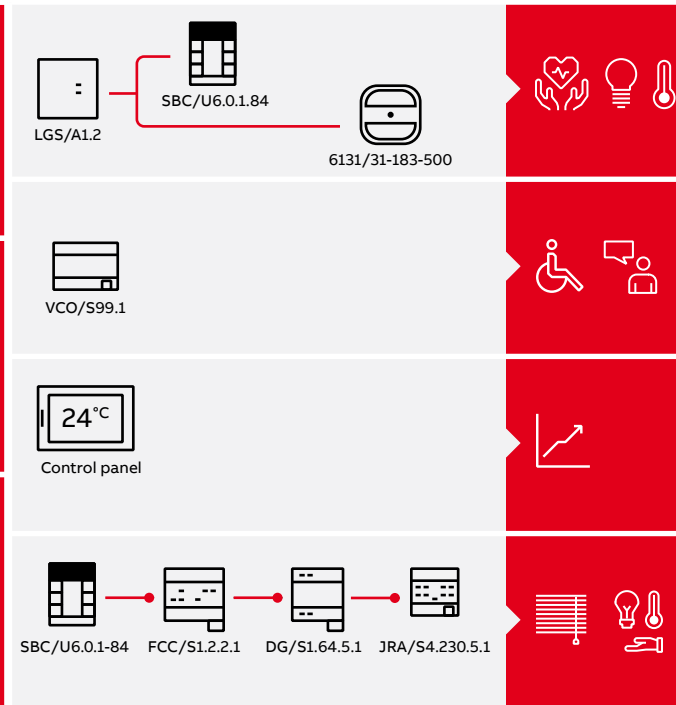 SBC/U6.0.1.84
LGS/A1.2
6131/31-183-500
VCO/S99.1
24°C
Control panel
SBC/U6.0.1-84 FCC/S1.2.2.1 DG/S1.64.5.1 JRA/S4.230.5.1